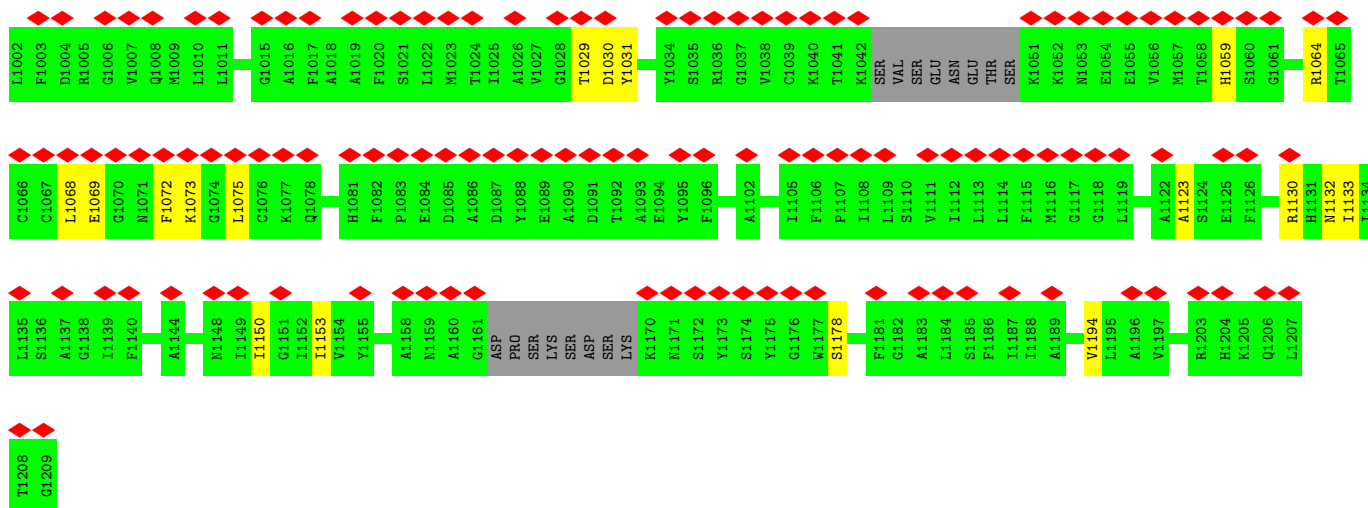 L1002 F1003 D1004 R1005 G1006 V1007 Q1008 M1009 L1010 L1011 G1015 A1016 F1017 A1018 A1019 F1020 S1021 L1022 M1023 T1024 I1025 A1026 V1027 G1028 T1029 D1030 Y1031 Y1034 S1035 R1036 G1037 V1038 C1039 K1040 T1041 K1042 SER VAL SER GLU ASN GLU THR SER K1051 K1052 N1053 E1054 E1055 V1056 M1057 T1058 H1059 S1060 G1061 R1064 T1065
C1066 C1067 L1068 E1069 G1070 N1071 F1072 K1073 G1074 L1075 C1076 K1077 Q1078 H1081 F1082 P1083 E1084 D1085 A1086 D1087 Y1088 E1089 A1090 D1091 T1092 A1093 E1094 Y1095 F1096 A1102 I1105 F1106 P1107 I1108 L1109 S1110 V1111 I1112 L1113 L1114 F1115 M1116 G1117 G1118 L1119 A1122 A1123 S1124 E1125 F1126 R1130 H1131 N1132 I1133 I1134
L1135 S1136 A1137 G1138 I1139 F1140 A1144 N1148 I1149 I1150 G1151 I1152 I1153 V1154 Y1155 A1158 N1159 A1160 G1161 ASP PRO SER LYS SER ASP SER LYS K1170 N1171 S1172 Y1173 S1174 Y1175 G1176 W1177 S1178 F1181 G1182 A1183 L1184 S1185 F1186 I1187 I1188 A1189 V1194 L1195 A1196 V1197 R1203 H1204 K1205 Q1206 L1207
T1208 G1209